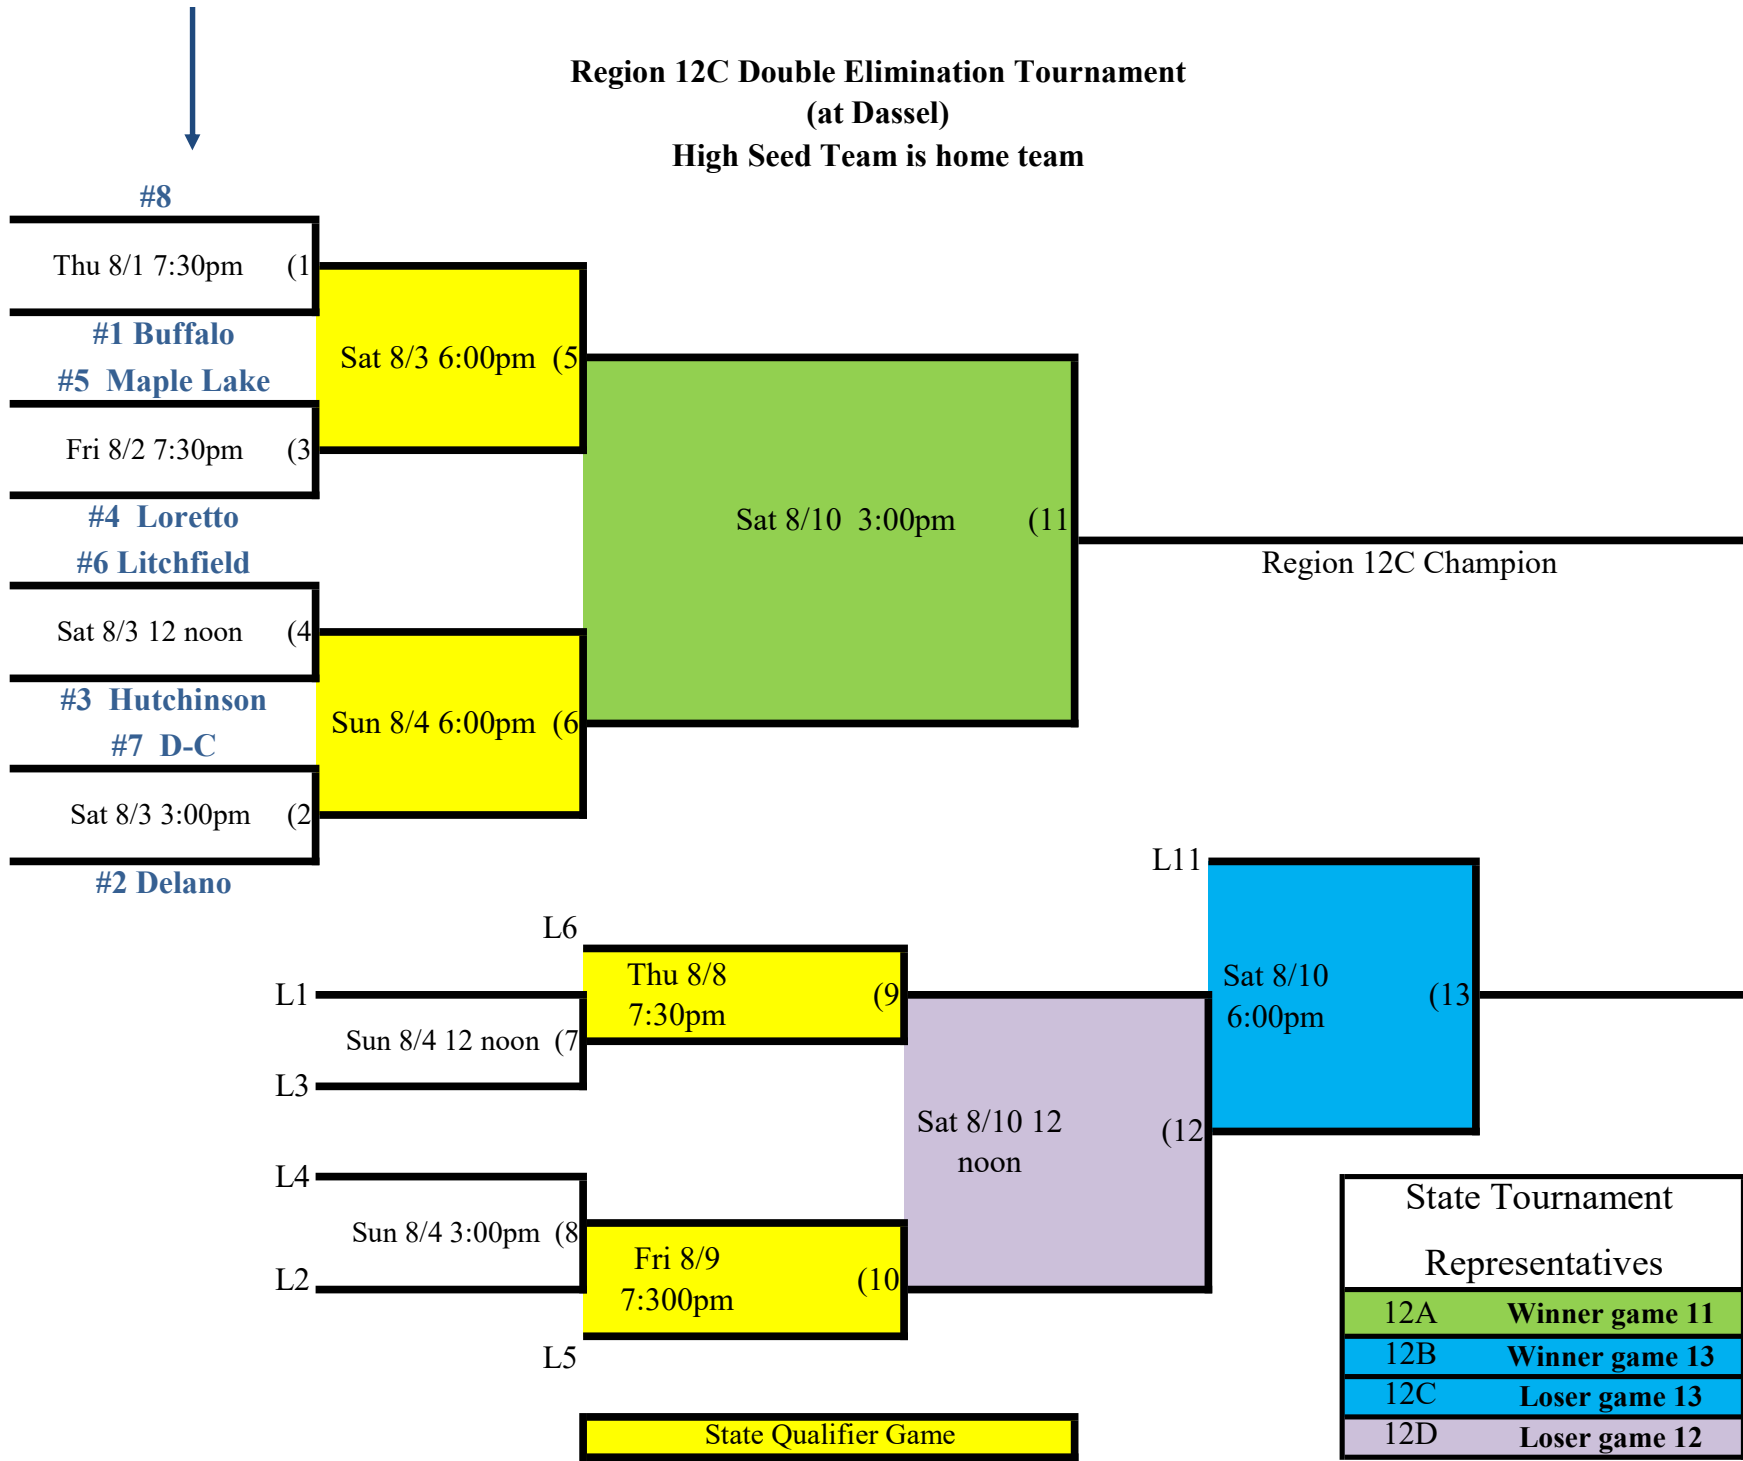 Region 12C Double Elimination Tournament
(at Dassel)
High Seed Team is home team
#8
Thu 8/1 7:30pm (1
#1 Buffalo
#5 Maple Lake
Sat 8/3 6:00pm (5
Fri 8/2 7:30pm (3
#4 Loretto
Sat 8/10 3:00pm (11
Region 12C Champion
#6 Litchfield
Sat 8/3 12 noon (4
#3 Hutchinson
#7 D-C
Sun 8/4 6:00pm (6
Sat 8/3 3:00pm (2
#2 Delano
L11
L6
Thu 8/8
7:30pm
(9
Sat 8/10
6:00pm
(13
L1
Sun 8/4 12 noon (7
L3
Sat 8/10 12
noon
(12
L4
Sun 8/4 3:00pm (8
L2
Fri 8/9
7:300pm
(10
L5
State Tournament
Representatives
12A Winner game 11
12B Winner game 13
12C Loser game 13
12D Loser game 12
State Qualifier Game